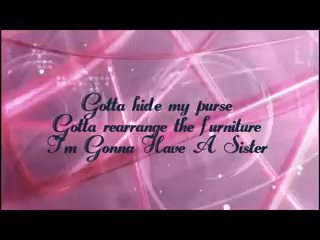 Gotta hide my purse
Gotta rearrange the furniture
I'm Gonna Have A Sister